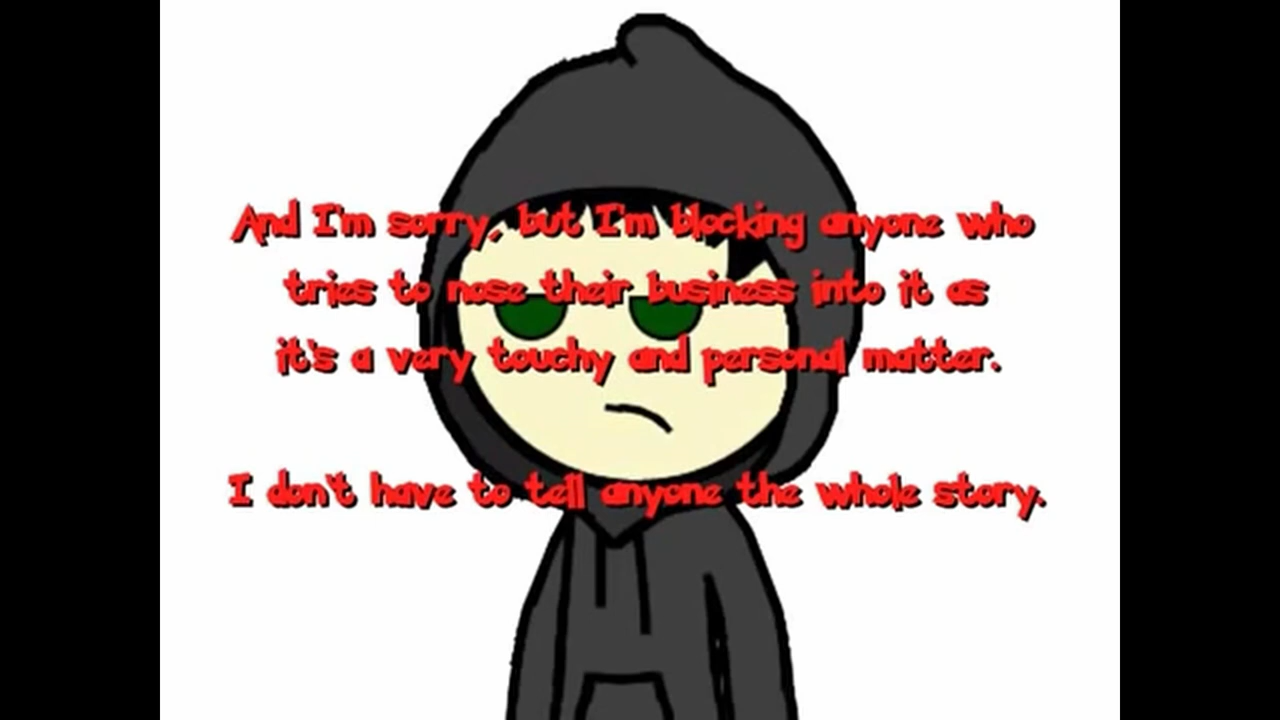 And I'm sorry, but I'm blocking anyone who
tries to nose their business into it as
it's a very touchy and personal matter.
I don't have to tell anyone the whole story.